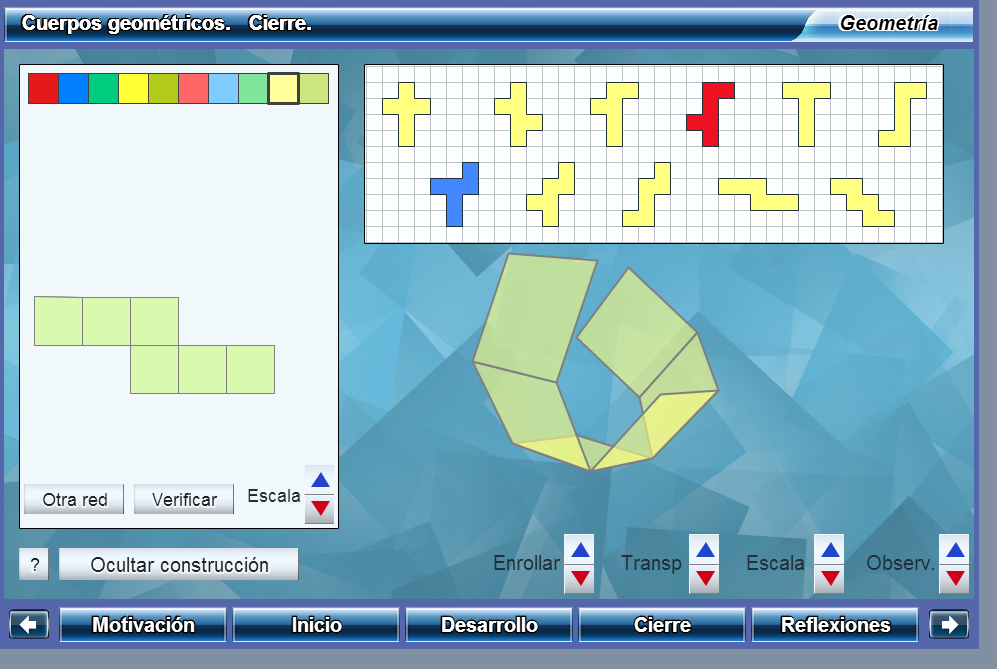 Cuerpos geométricos. Cierre.
Geometría
Otra red
Verificar
Escala
?
Ocultar construcción
Enrollar
Transp
Escala
Observ.
Motivación
Inicio
Desarrollo
Cierre
Reflexiones